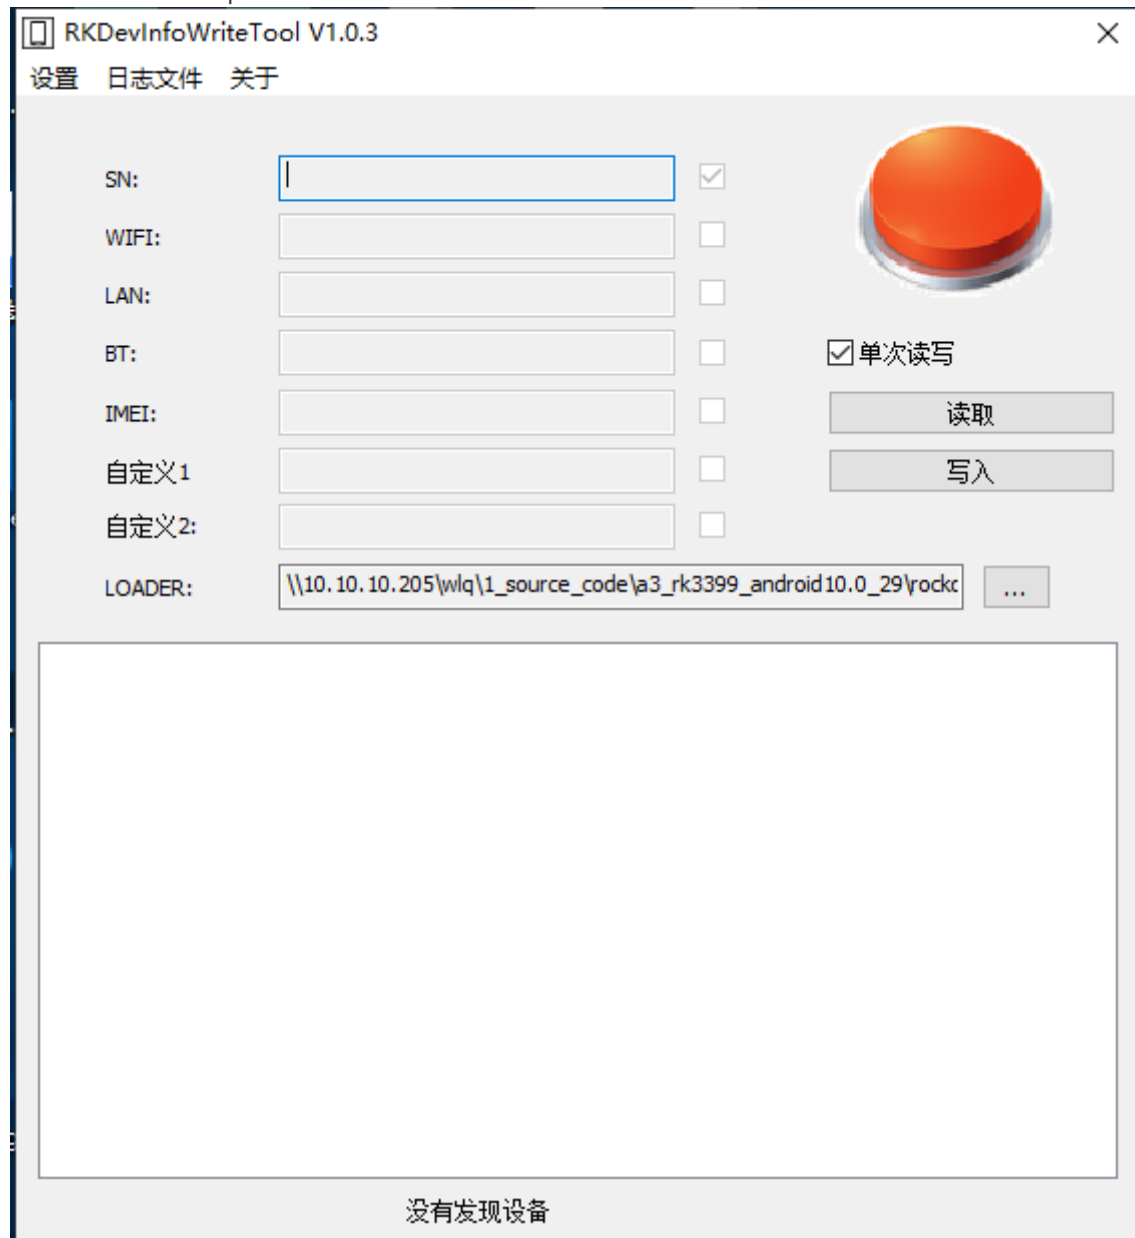 RKDevInfoWriteTool V1.0.3
设置 日志文件 关于
SN:
WIFI:
LAN:
BT:
单次读写
IMEI:
读取
自定义1
写入
自定义2:
LOADER: \\10.10.10.205\wlq\1_source_code\a3_rk3399_android10.0_29\rockc ...
没有发现设备